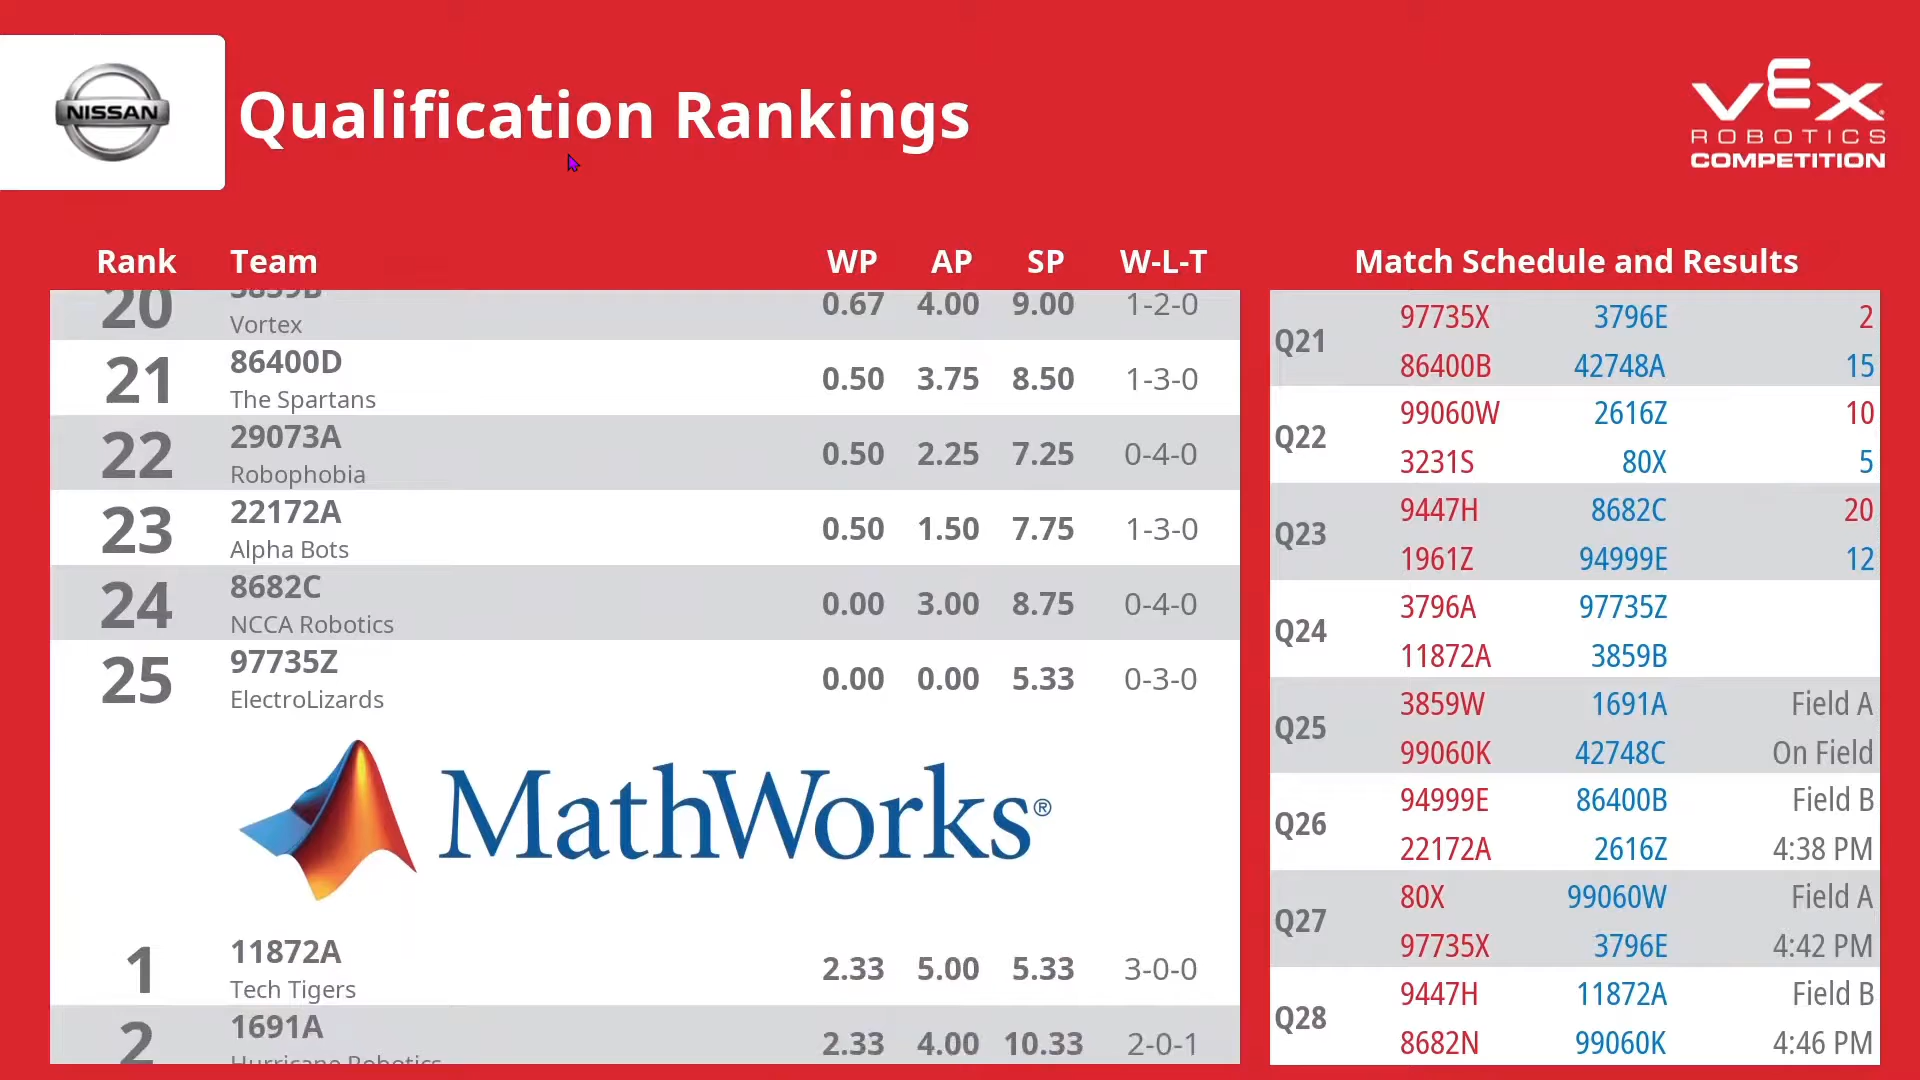 NISSAN
Qualification Rankings
VEX
ROBOTICS
COMPETITION
Rank Team WP AP SP W-L-T
20 3859B 0.67 4.00 9.00 1-2-0
Vortex
21 86400D 0.50 3.75 8.50 1-3-0
The Spartans
22 29073A 0.50 2.25 7.25 0-4-0
Robophobia
23 22172A 0.50 1.50 7.75 1-3-0
Alpha Bots
24 8682C 0.00 3.00 8.75 0-4-0
NCCA Robotics
25 97735Z 0.00 0.00 5.33 0-3-0
ElectroLizards
MathWorks®
1 11872A 2.33 5.00 5.33 3-0-0
Tech Tigers
2 1691A 2.33 4.00 10.33 2-0-1
Hurricane Robotics
Match Schedule and Results
Q21 97735X 3796E 2
86400B 42748A 15
Q22 99060W 2616Z 10
3231S 80X 5
Q23 9447H 8682C 20
1961Z 94999E 12
Q24 3796A 97735Z
11872A 3859B
Q25 3859W 1691A Field A
99060K 42748C On Field
Q26 94999E 86400B Field B
22172A 2616Z 4:38 PM
Q27 80X 99060W Field A
97735X 3796E 4:42 PM
Q28 9447H 11872A Field B
8682N 99060K 4:46 PM